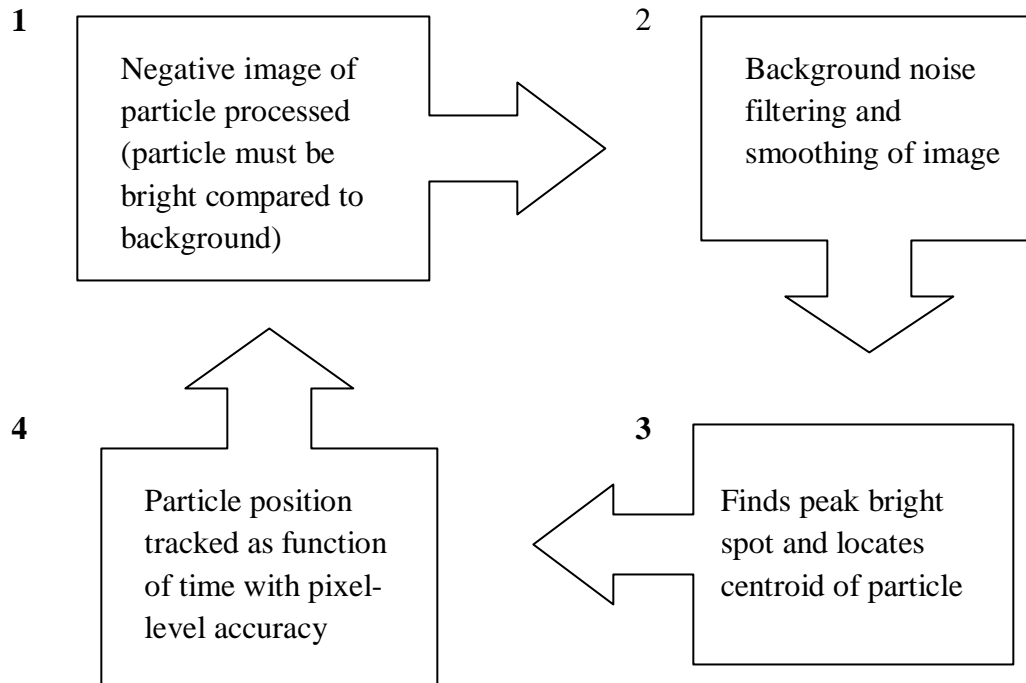 1
Negative image of
particle processed
(particle must be
bright compared to
background)
2
Background noise
filtering and
smoothing of image
3
Finds peak bright
spot and locates
centroid of particle
4
Particle position
tracked as function
of time with pixel-
level accuracy